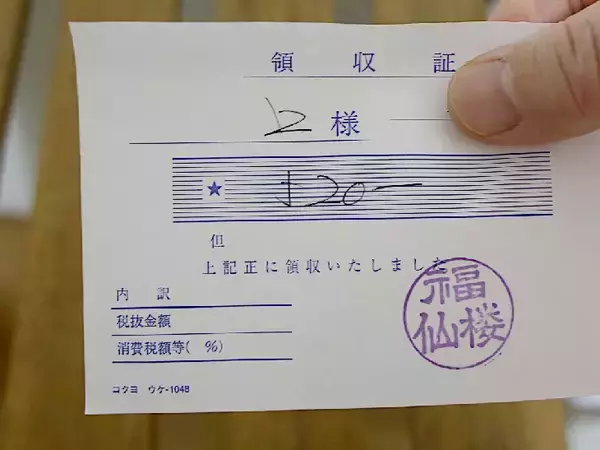 領収証
上様
★ $20—
但
上記正に領収いたしました
内訳
税抜金額
消費税額等( %)
福仙楼
コクヨ ウケ-1048